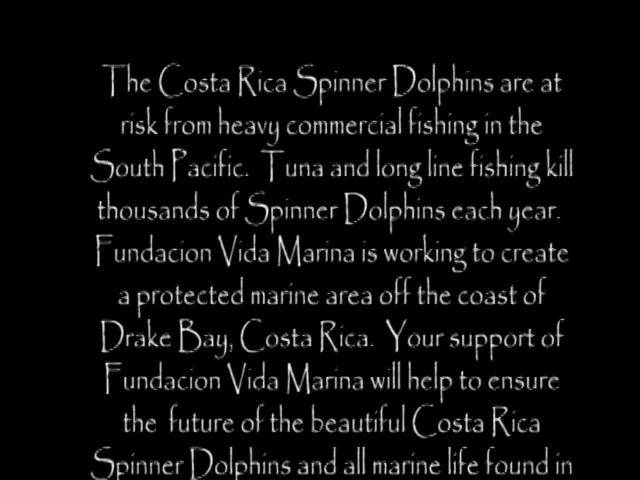 The Costa Rica Spinner Dolphins are at
risk from heavy commercial fishing in the
South Pacific.  Tuna and long line fishing kill
thousands of Spinner Dolphins each year.
Fundacion Vida Marina is working to create
a protected marine area off the coast of
Drake Bay, Costa Rica.  Your support of
Fundacion Vida Marina will help to ensure
the  future of the beautiful Costa Rica
Spinner Dolphins and all marine life found in